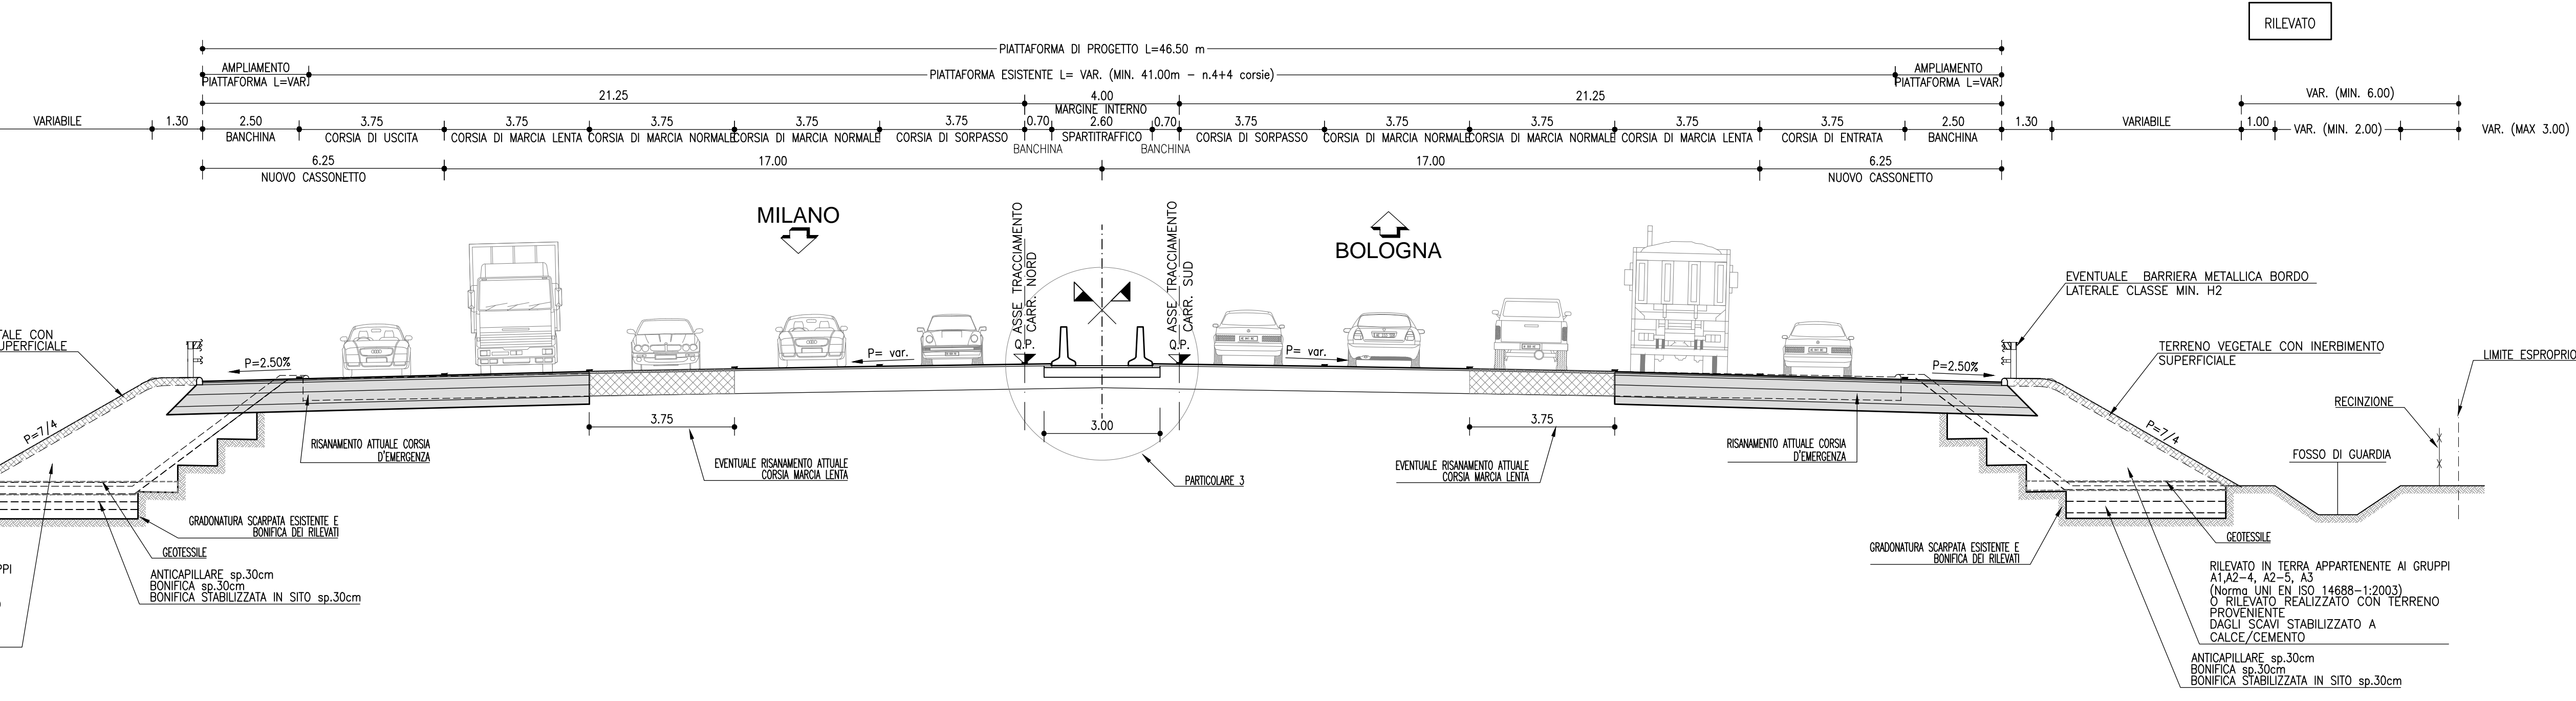 RILEVATO
PIATTAFORMA DI PROGETTO L=46.50 m
AMPLIAMENTO
PIATTAFORMA L=VAR.
PIATTAFORMA ESISTENTE L= VAR. (MIN. 41.00m - n.4+4 corsie)
AMPLIAMENTO
PIATTAFORMA L=VAR.
21.25
4.00
MARGINE INTERNO
21.25
VAR. (MIN. 6.00)
VARIABILE
1.30
2.50
BANCHINA
3.75
CORSIA DI USCITA
3.75
CORSIA DI MARCIA LENTA
3.75
CORSIA DI MARCIA NORMALE
3.75
CORSIA DI MARCIA NORMALE
3.75
CORSIA DI SORPASSO
0.70
BANCHINA
2.60
SPARTITRAFFICO
0.70
BANCHINA
3.75
CORSIA DI SORPASSO
3.75
CORSIA DI MARCIA NORMALE
3.75
CORSIA DI MARCIA NORMALE
3.75
CORSIA DI MARCIA LENTA
3.75
CORSIA DI ENTRATA
2.50
BANCHINA
1.30
VARIABILE
1.00
VAR. (MIN. 2.00)
VAR. (MAX 3.00)
6.25
NUOVO CASSONETTO
17.00
17.00
6.25
NUOVO CASSONETTO
MILANO
BOLOGNA
ASSE TRACCIAMENTO
CARR. NORD
Q.P.
ASSE TRACCIAMENTO
CARR. SUD
Q.P.
EVENTUALE BARRIERA METALLICA BORDO
LATERALE CLASSE MIN. H2
TALE CON
UPERFICIALE
P=2.50%
P= var.
P= var.
P=2.50%
TERRENO VEGETALE CON INERBIMENTO
SUPERFICIALE
LIMITE ESPROPRIO
RECINZIONE
P=7/4
P=7/4
3.75
3.00
3.75
RISANAMENTO ATTUALE CORSIA
D'EMERGENZA
EVENTUALE RISANAMENTO ATTUALE
CORSIA MARCIA LENTA
PARTICOLARE 3
EVENTUALE RISANAMENTO ATTUALE
CORSIA MARCIA LENTA
RISANAMENTO ATTUALE CORSIA
D'EMERGENZA
FOSSO DI GUARDIA
GRADONATURA SCARPATA ESISTENTE E
BONIFICA DEI RILEVATI
GEOTESSILE
ANTICAPILLARE sp.30cm
BONIFICA sp.30cm
BONIFICA STABILIZZATA IN SITO sp.30cm
PPI
GRADONATURA SCARPATA ESISTENTE E
BONIFICA DEI RILEVATI
GEOTESSILE
RILEVATO IN TERRA APPARTENENTE AI GRUPPI
A1,A2-4, A2-5, A3
(Norma UNI EN ISO 14688-1:2003)
O RILEVATO REALIZZATO CON TERRENO
PROVENIENTE
DAGLI SCAVI STABILIZZATO A
CALCE/CEMENTO
ANTICAPILLARE sp.30cm
BONIFICA sp.30cm
BONIFICA STABILIZZATA IN SITO sp.30cm